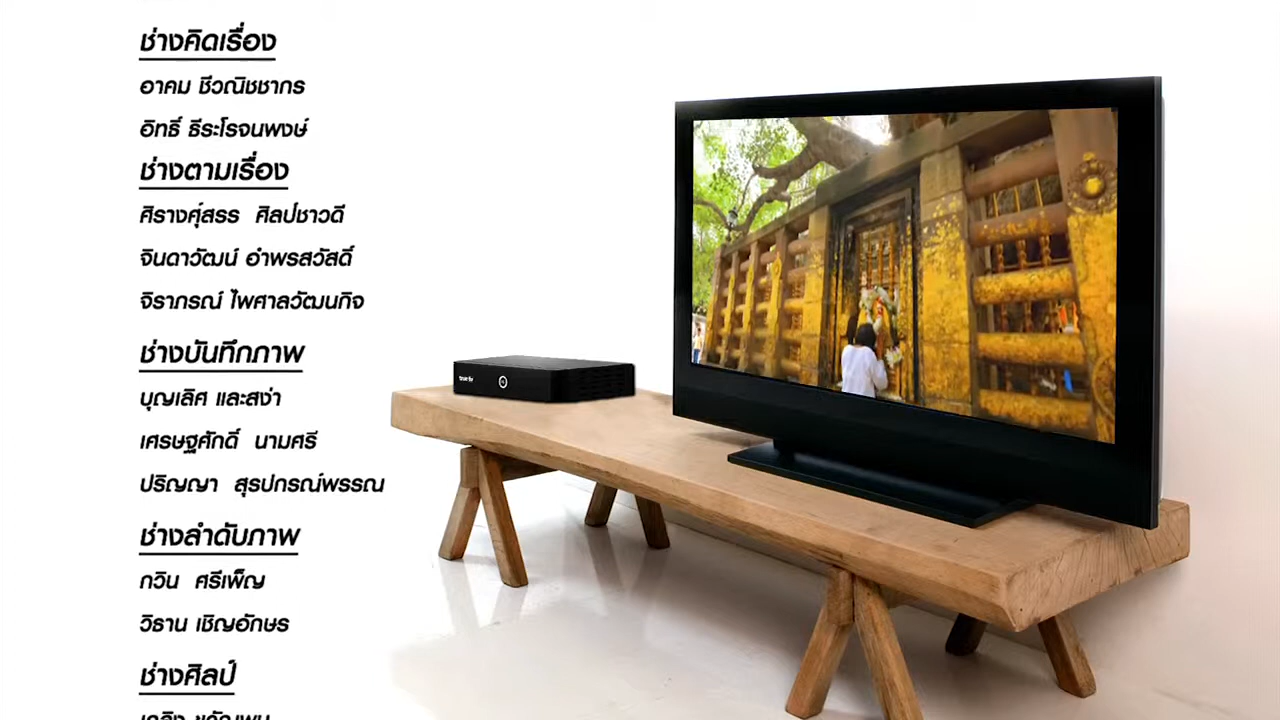 ช่างคิดเรื่อง
อาคม ชีวณิชชากร
อิทธิ์ ธีระโรจนพงษ์
ช่างตามเรื่อง
ศิรางศุ์สรร ศิลปชาวดี
จินดาวัฒน์ อำพรสวัสดิ์
จิราภรณ์ ไพศาลวัฒนกิจ
ช่างบันทึกภาพ
บุญเลิศ และสง่า
เศรษฐศักดิ์ นามศรี
ปริญญา สุรปกรณ์พรรณ
ช่างลำดับภาพ
กวิน ศรีเพ็ญ
วิธาน เชิญอักษร
ช่างศิลป์
true tv